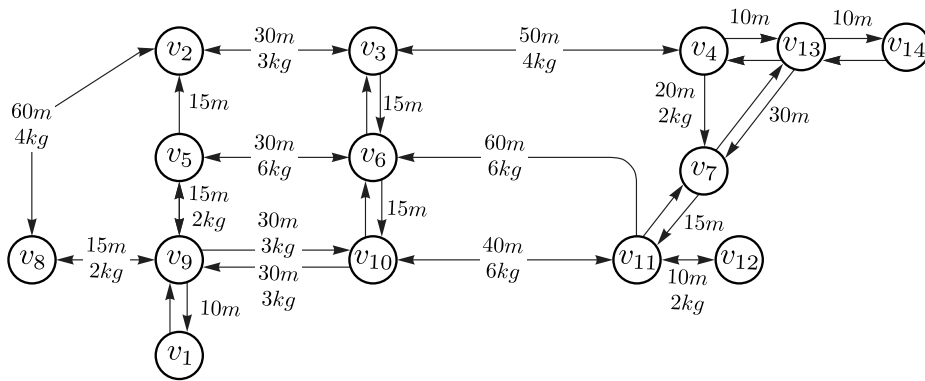 10m 10m
30m 50m
v2 v3 v4 v13 v14
3kg 4kg
60m 15m 15m 20m 30m
4kg 2kg
30m 60m
v5 v6 v7
6kg 6kg
15m 30m 15m 15m
2kg 3kg
15m 40m
v8 v9 v10 v11 v12
2kg 30m 6kg 10m
3kg 2kg
10m
v1